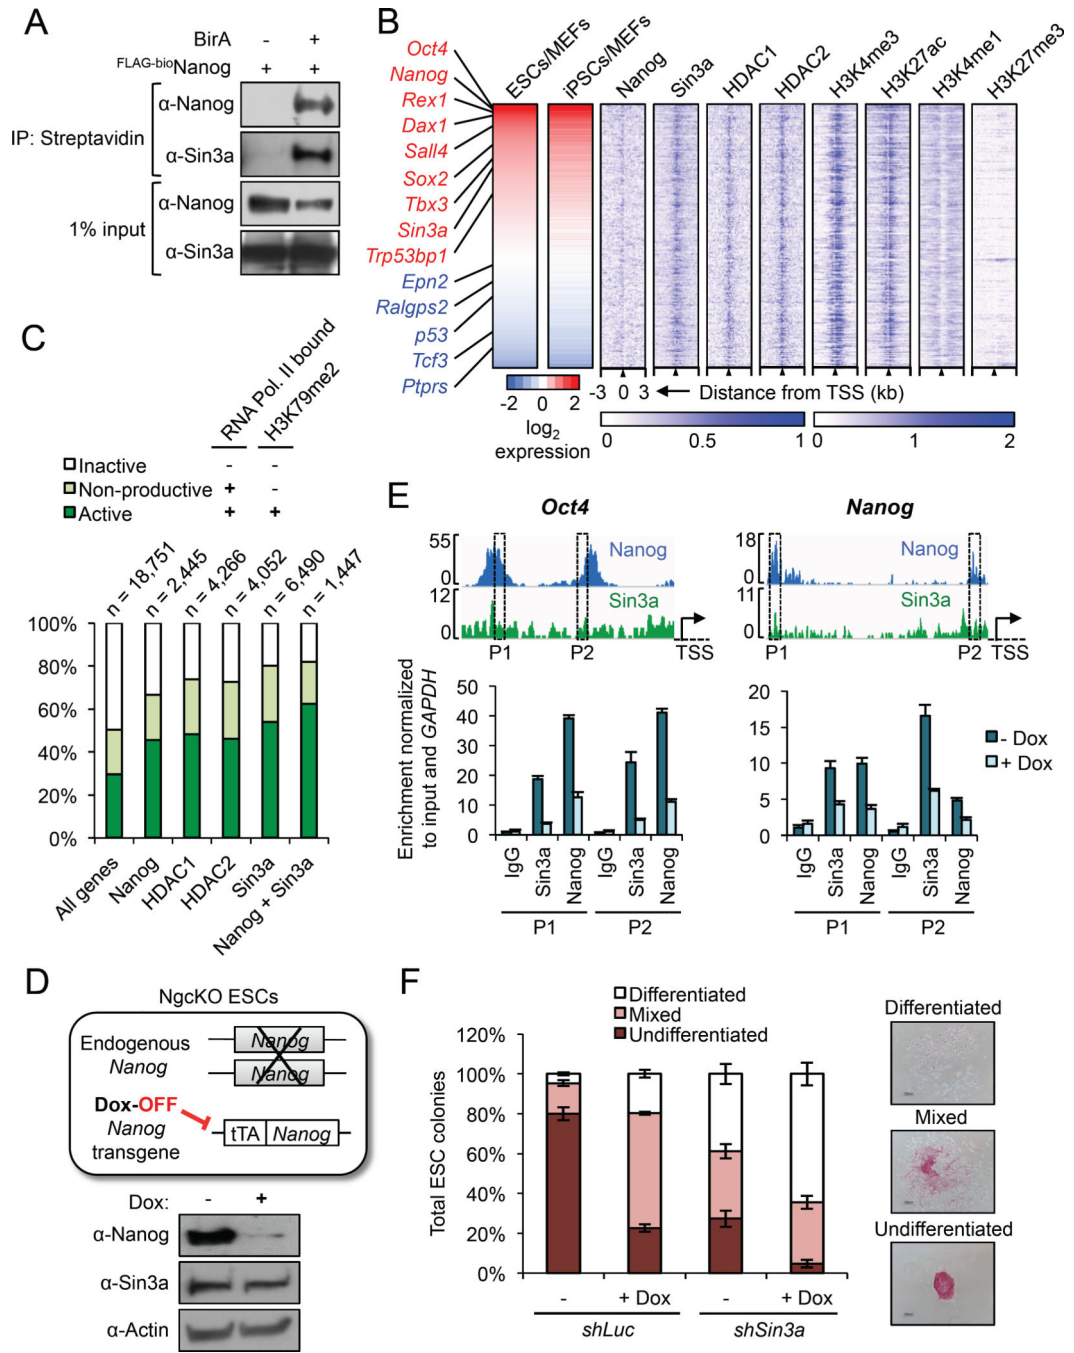 A
BirA - +
FLAG-bioNanog + +
IP: Streptavidin
α-Nanog
α-Sin3a
1% input
α-Nanog
α-Sin3a
B
ESCs/MEFs
iPSCs/MEFs
Nanog
Sin3a
HDAC1
HDAC2
H3K4me3
H3K27ac
H3K4me1
H3K27me3
Oct4
Nanog
Rex1
Dax1
Sall4
Sox2
Tbx3
Sin3a
Trp53bp1
Epn2
Ralgps2
p53
Tcf3
Ptprs
-2 0 2
log2
expression
-3 0 3 Distance from TSS (kb)
0 0.5 1
0 1 2
C
RNA Pol. II bound
H3K79me2
Inactive - -
Non-productive + -
Active + +
n = 18,751
n = 2,445
n = 4,266
n = 4,052
n = 6,490
n = 1,447
100%
80%
60%
40%
20%
0%
All genes
Nanog
HDAC1
HDAC2
Sin3a
Nanog + Sin3a
D
NgcKO ESCs
Endogenous
Nanog
Nanog
Nanog
Dox-OFF
Nanog
transgene
tTA Nanog
Dox: - +
α-Nanog
α-Sin3a
α-Actin
E
Oct4
55
0
Nanog
12
0
Sin3a
P1 P2 TSS
Nanog
18
0
Nanog
11
0
Sin3a
P1 P2 TSS
Enrichment normalized
to input and GAPDH
50
40
30
20
10
0
IgG
Sin3a
Nanog
IgG
Sin3a
Nanog
P1 P2
20
15
10
5
0
IgG
Sin3a
Nanog
IgG
Sin3a
Nanog
P1 P2
- Dox
+ Dox
F
Differentiated
Mixed
Undifferentiated
Total ESC colonies
120%
100%
80%
60%
40%
20%
0%
- + Dox - + Dox
shLuc shSin3a
Differentiated
Mixed
Undifferentiated